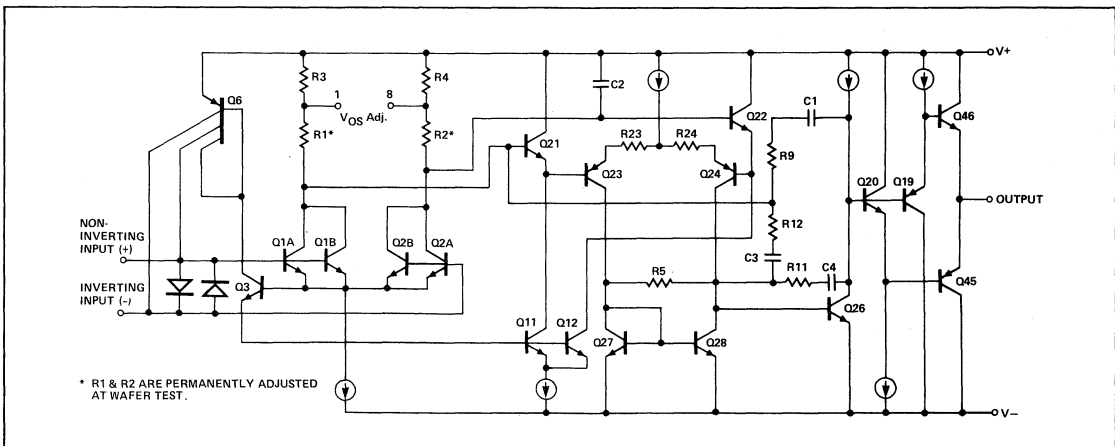 V+
R3
R4
1
8
V_OS Adj.
C2
Q6
R1*
R2*
Q21
Q22
C1
Q46
R23
R24
R9
Q23
Q24
Q20
Q19
OUTPUT
R12
NON-
INVERTING
INPUT (+)
Q1A
Q1B
Q2B
Q2A
C3
R11
C4
R5
Q45
Q3
INVERTING
INPUT (-)
Q26
Q11
Q12
Q27
Q28
* R1 & R2 ARE PERMANENTLY ADJUSTED
AT WAFER TEST.
V-